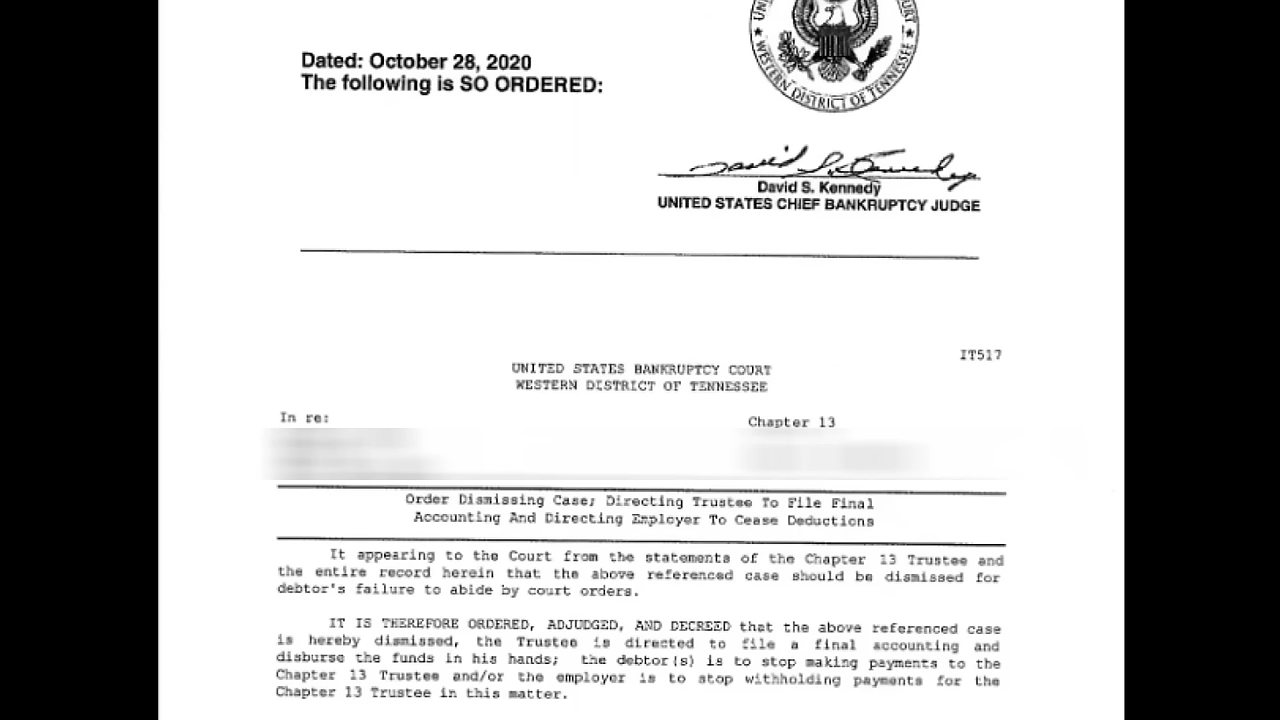 COURT
★ WESTERN DISTRICT OF TENNESSEE ★
Dated: October 28, 2020
The following is SO ORDERED:
David S. Kennedy
David S. Kennedy
UNITED STATES CHIEF BANKRUPTCY JUDGE
IT517
UNITED STATES BANKRUPTCY COURT
WESTERN DISTRICT OF TENNESSEE
In re:
Chapter 13
Order Dismissing Case; Directing Trustee To File Final
Accounting And Directing Employer To Cease Deductions
It appearing to the Court from the statements of the Chapter 13 Trustee and
the entire record herein that the above referenced case should be dismissed for
debtor's failure to abide by court orders.
IT IS THEREFORE ORDERED, ADJUDGED, AND DECREED that the above referenced case
is hereby dismissed, the Trustee is directed to file a final accounting and
disburse the funds in his hands; the debtor(s) is to stop making payments to the
Chapter 13 Trustee and/or the employer is to stop withholding payments for the
Chapter 13 Trustee in this matter.